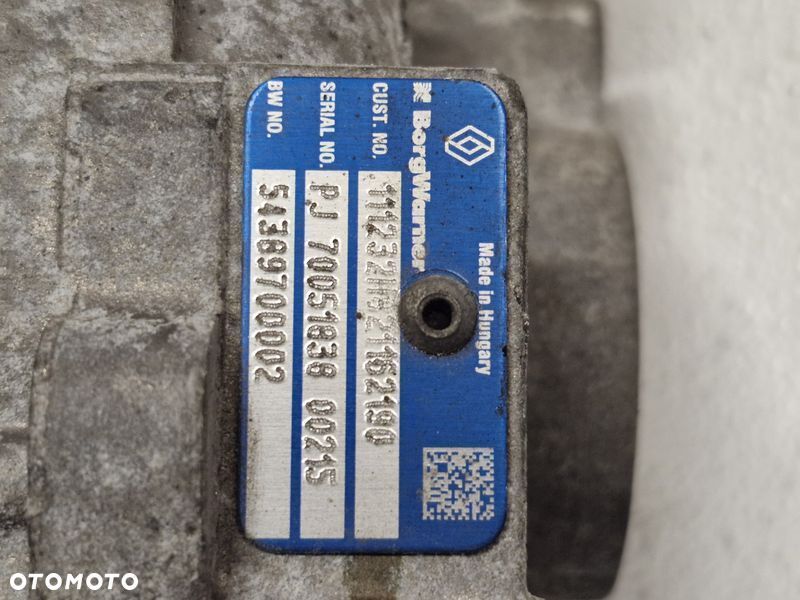 Made in Hungary
BorgWarner
CUST. NO.
SERIAL NO. PJ 70051838 00215
BW NO. 54389700002
OTOMOTO